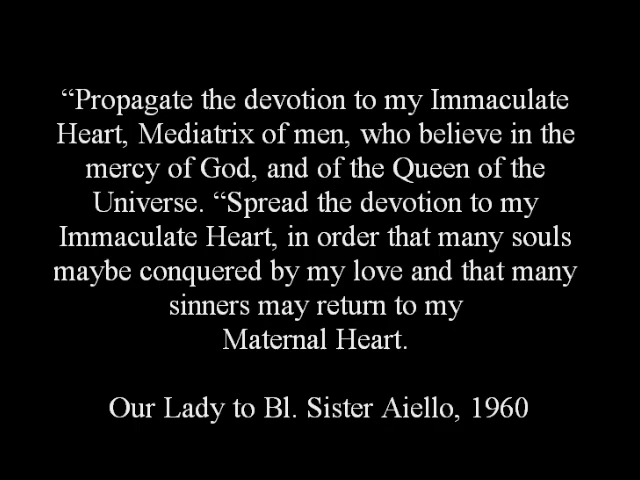 “Propagate the devotion to my Immaculate
Heart, Mediatrix of men, who believe in the
mercy of God, and of the Queen of the
Universe. “Spread the devotion to my
Immaculate Heart, in order that many souls
maybe conquered by my love and that many
sinners may return to my
Maternal Heart.
Our Lady to Bl. Sister Aiello, 1960